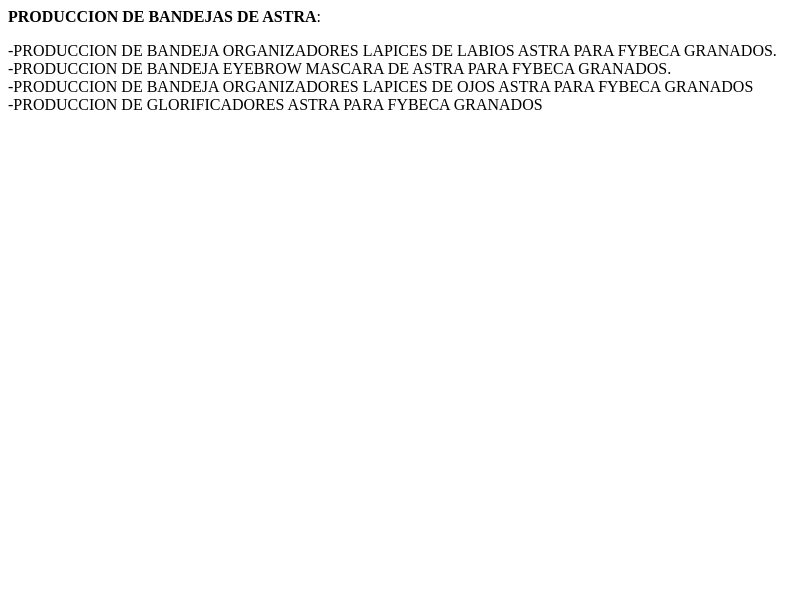 PRODUCCION DE BANDEJAS DE ASTRA:
-PRODUCCION DE BANDEJA ORGANIZADORES LAPICES DE LABIOS ASTRA PARA FYBECA GRANADOS.
-PRODUCCION DE BANDEJA EYEBROW MASCARA DE ASTRA PARA FYBECA GRANADOS.
-PRODUCCION DE BANDEJA ORGANIZADORES LAPICES DE OJOS ASTRA PARA FYBECA GRANADOS
-PRODUCCION DE GLORIFICADORES ASTRA PARA FYBECA GRANADOS